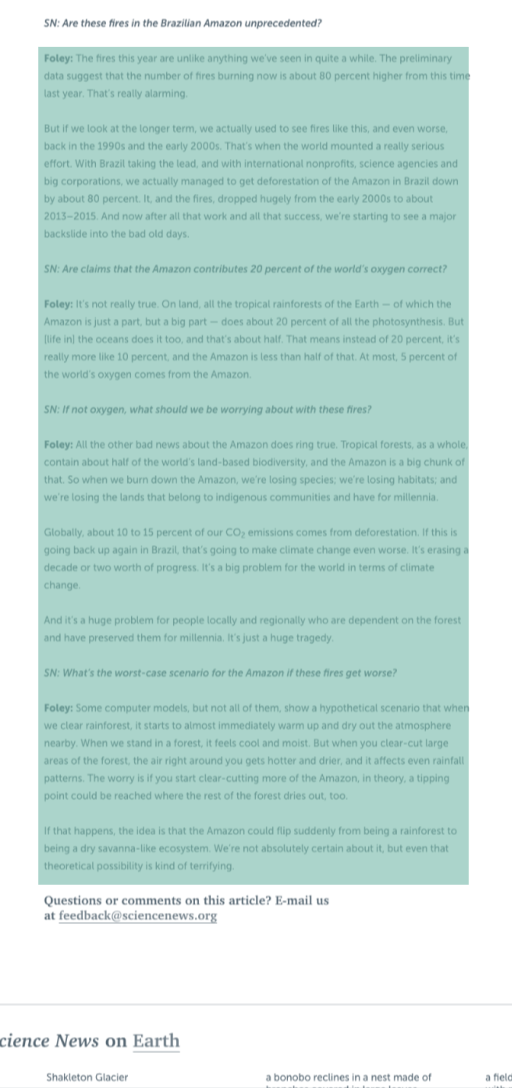 SN: Are these fires in the Brazilian Amazon unprecedented?
Foley: The fires this year are unlike anything we've seen in quite a while. The preliminary
data suggest that the number of fires burning now is about 80 percent higher from this time
last year. That's really alarming.
But if we look at the longer term, we actually used to see fires like this, and even worse,
back in the 1990s and the early 2000s. That's when the world mounted a really serious
effort. With Brazil taking the lead, and with international nonprofits, science agencies and
big corporations, we actually managed to get deforestation of the Amazon in Brazil down
by about 80 percent. It, and the fires, dropped hugely from the early 2000s to about
2013–2015. And now after all that work and all that success, we're starting to see a major
backslide into the bad old days.
SN: Are claims that the Amazon contributes 20 percent of the world's oxygen correct?
Foley: It's not really true. On land, all the tropical rainforests of the Earth — of which the
Amazon is just a part, but a big part — does about 20 percent of all the photosynthesis. But
[life in] the oceans does it too, and that's about half. That means instead of 20 percent, it's
really more like 10 percent, and the Amazon is less than half of that. At most, 5 percent of
the world's oxygen comes from the Amazon.
SN: If not oxygen, what should we be worrying about with these fires?
Foley: All the other bad news about the Amazon does ring true. Tropical forests, as a whole,
contain about half of the world's land-based biodiversity, and the Amazon is a big chunk of
that. So when we burn down the Amazon, we're losing species; we're losing habitats; and
we're losing the lands that belong to indigenous communities and have for millennia.
Globally, about 10 to 15 percent of our CO₂ emissions comes from deforestation. If this is
going back up again in Brazil, that's going to make climate change even worse. It's erasing a
decade or two worth of progress. It's a big problem for the world in terms of climate
change.
And it's a huge problem for people locally and regionally who are dependent on the forest
and have preserved them for millennia. It's just a huge tragedy.
SN: What's the worst-case scenario for the Amazon if these fires get worse?
Foley: Some computer models, but not all of them, show a hypothetical scenario that when
we clear rainforest, it starts to almost immediately warm up and dry out the atmosphere
nearby. When we stand in a forest, it feels cool and moist. But when you clear-cut large
areas of the forest, the air right around you gets hotter and drier, and it affects even rainfall
patterns. The worry is if you start clear-cutting more of the Amazon, in theory, a tipping
point could be reached where the rest of the forest dries out, too.
If that happens, the idea is that the Amazon could flip suddenly from being a rainforest to
being a dry savanna-like ecosystem. We're not absolutely certain about it, but even that
theoretical possibility is kind of terrifying.
Questions or comments on this article? E-mail us
at feedback@sciencenews.org
cience News on Earth
Shakleton Glacier
a bonobo reclines in a nest made of
a field